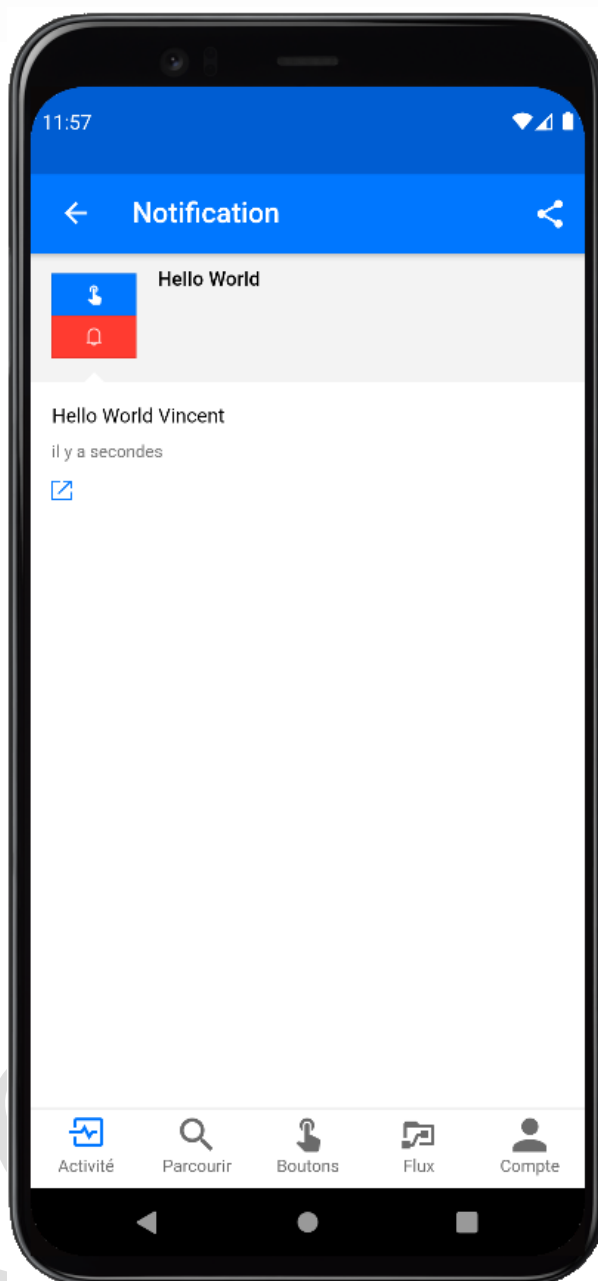 11:57
Notification
Hello World
Hello World Vincent
il y a secondes
Activité
Parcourir
Boutons
Flux
Compte